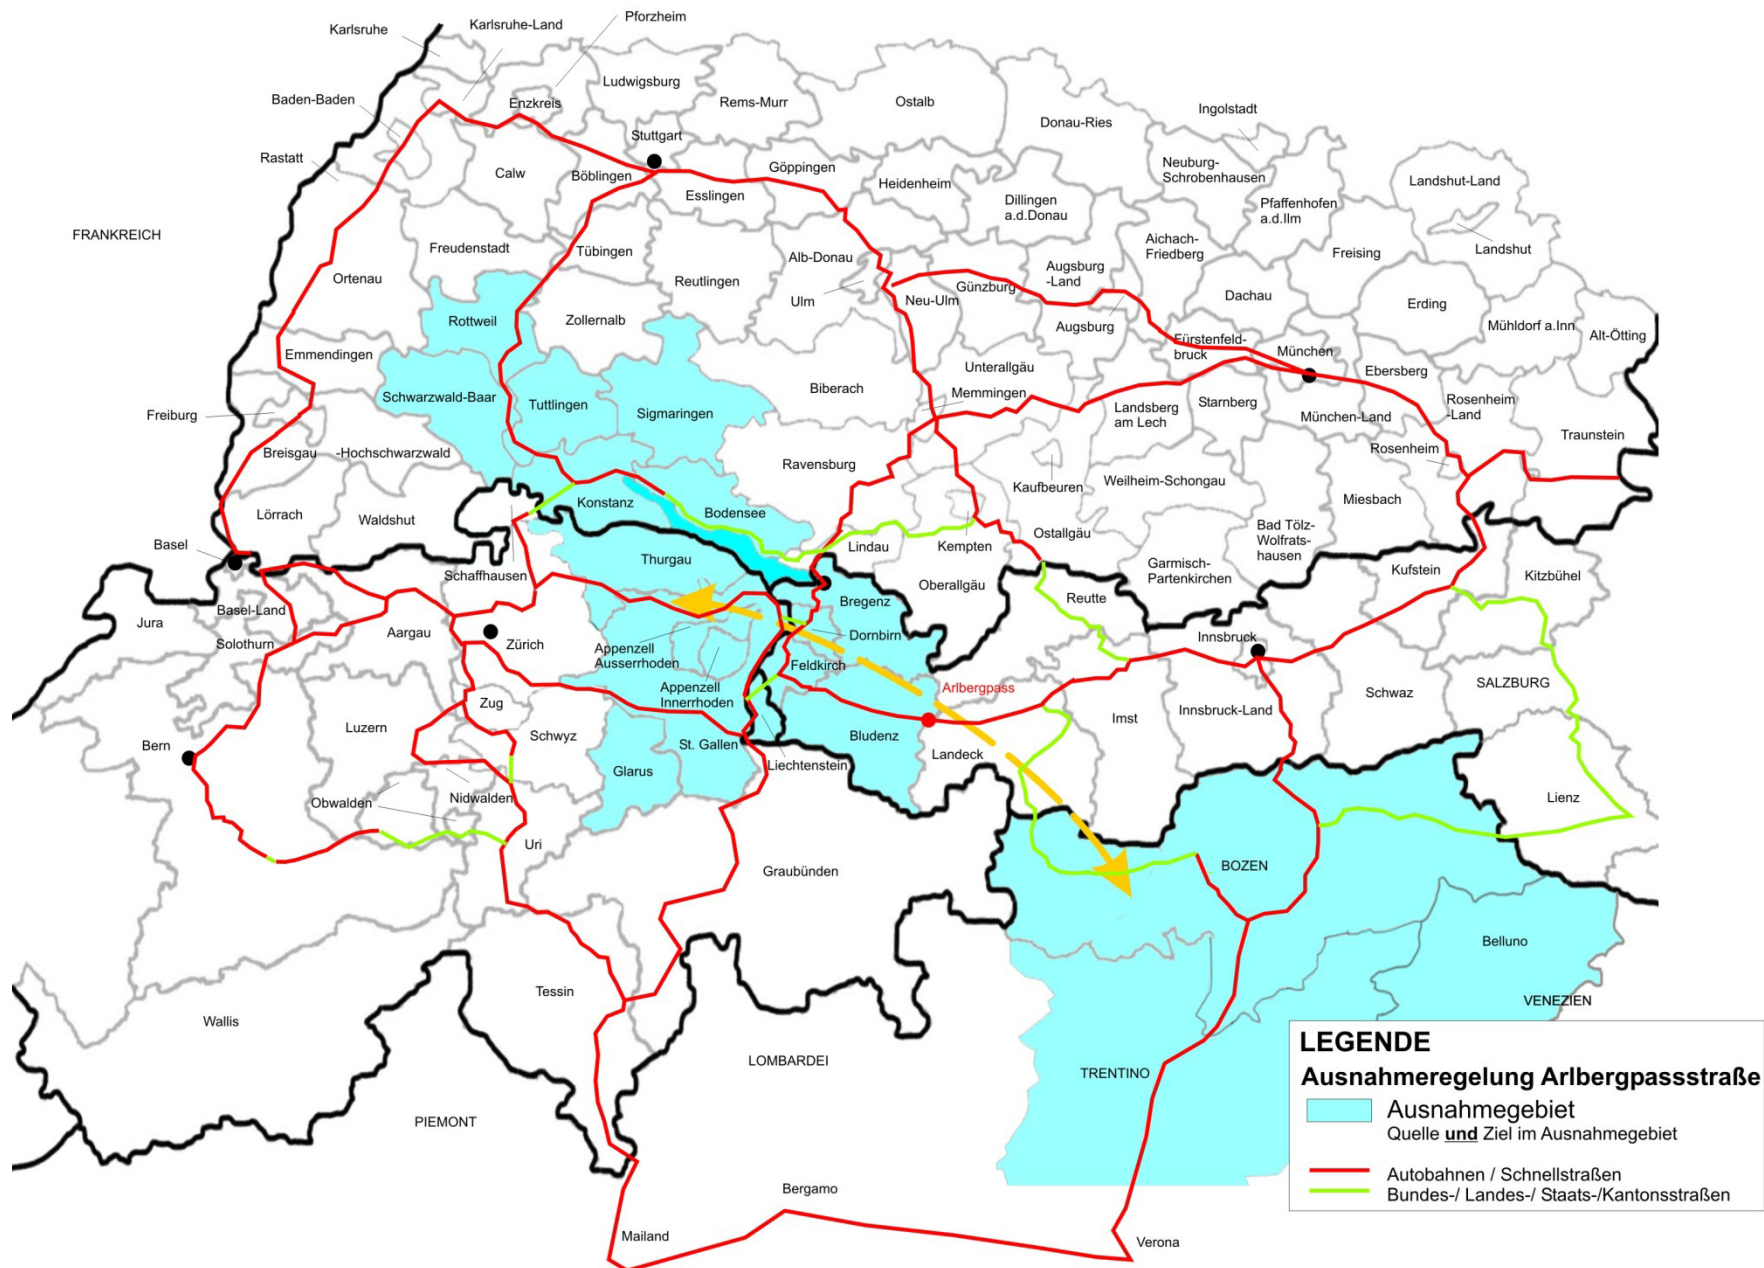 Pforzheim
Karlsruhe
Karlsruhe-Land
Ludwigsburg
Baden-Baden
Enzkreis
Rems-Murr
Ostalb
Ingolstadt
Donau-Ries
Stuttgart
Rastatt
Calw
Böblingen
Göppingen
Esslingen
Heidenheim
Neuburg-
Schrobenhausen
Landshut-Land
Dillingen
a.d.Donau
Pfaffenhofen
a.d.Ilm
FRANKREICH
Freudenstadt
Tübingen
Alb-Donau
Aichach-
Friedberg
Freising
Landshut
Ortenau
Reutlingen
Augsburg
-Land
Ulm
Neu-Ulm
Günzburg
Dachau
Erding
Rottweil
Zollernalb
Augsburg
Mühldorf a.Inn
Alt-Ötting
Emmendingen
Fürstenfeld-
bruck
München
Unterallgäu
Ebersberg
Biberach
Memmingen
Schwarzwald-Baar
Tuttlingen
Sigmaringen
Freiburg
Landsberg
am Lech
Starnberg
München-Land
Rosenheim
-Land
Traunstein
Breisgau
-Hochschwarzwald
Ravensburg
Rosenheim
Kaufbeuren
Weilheim-Schongau
Miesbach
Lörrach
Waldshut
Konstanz
Bodensee
Ostallgäu
Bad Tölz-
Wolfrats-
hausen
Basel
Lindau
Kempten
Thurgau
Garmisch-
Partenkirchen
Kufstein
Kitzbühel
Schaffhausen
Oberallgäu
Reutte
Bregenz
Jura
Basel-Land
Solothurn
Aargau
Zürich
Appenzell
Ausserrhoden
Dornbirn
Innsbruck
Feldkirch
Appenzell
Innerrhoden
Arlbergpass
SALZBURG
Schwaz
Zug
Luzern
Schwyz
Imst
Innsbruck-Land
Bern
St. Gallen
Bludenz
Landeck
Liechtenstein
Glarus
Obwalden
Nidwalden
Lienz
Uri
Graubünden
BOZEN
Belluno
Tessin
Wallis
VENEZIEN
LOMBARDEI
TRENTINO
PIEMONT
Bergamo
Mailand
Verona
LEGENDE
Ausnahmeregelung Arlbergpassstraße
Ausnahmegebiet
Quelle und Ziel im Ausnahmegebiet
Autobahnen / Schnellstraßen
Bundes-/ Landes-/ Staats-/Kantonsstraßen